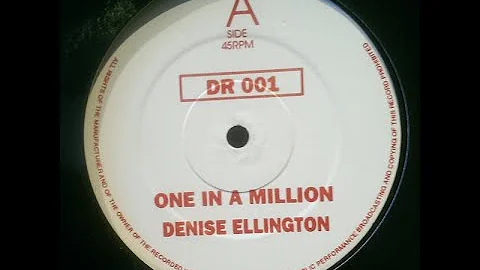 A
SIDE
45RPM
DR 001
ONE IN A MILLION
DENISE ELLINGTON
ALL RIGHTS OF THE MANUFACTURER AND OF THE OWNER OF THE RECORDED
PUBLIC PERFORMANCE BROADCASTING AND COPYING OF THIS RECORD PROHIBITED